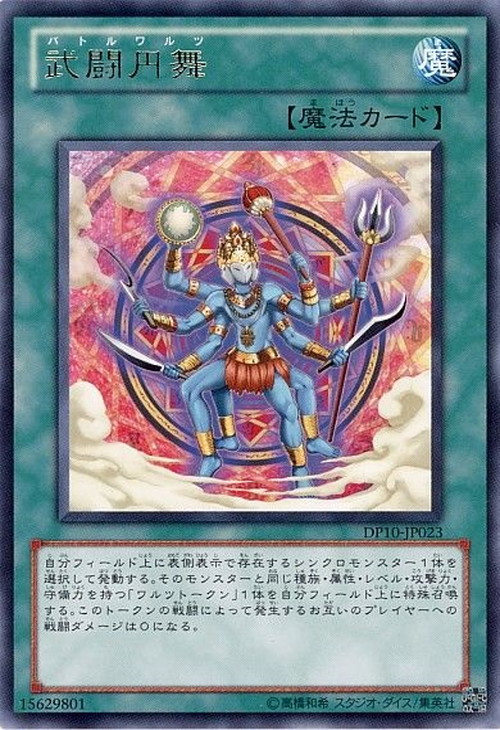 バトルワルツ
武闘円舞
魔
まほう
【魔法カード】
DP10-JP023
自分フィールド上に表側表示で存在するシンクロモンスター1体を
選択して発動する。そのモンスターと同じ種族・属性・レベル・攻撃力・
守備力を持つ「ワルツトークン」1体を自分フィールド上に特殊召喚
する。このトークンの戦闘によって発生するお互いのプレイヤーへの
戦闘ダメージは0になる。
15629801
©高橋和希 スタジオ・ダイス/集英社